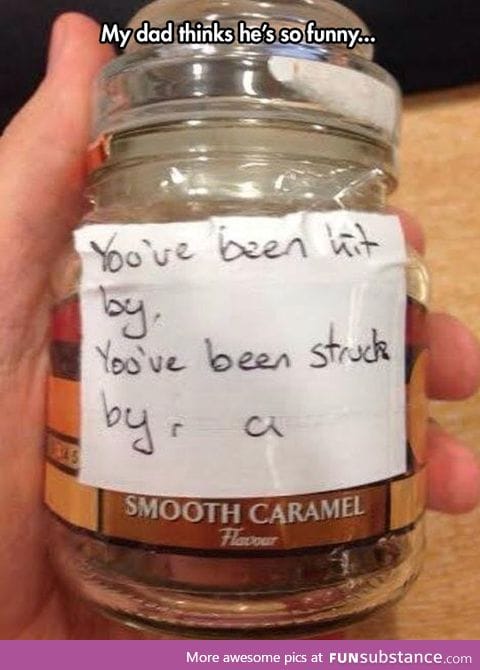 My dad thinks he's so funny...
You've been hit
by,
You've been struck
by, a
SMOOTH CARAMEL
Flavour
More awesome pics at FUNsubstance.com